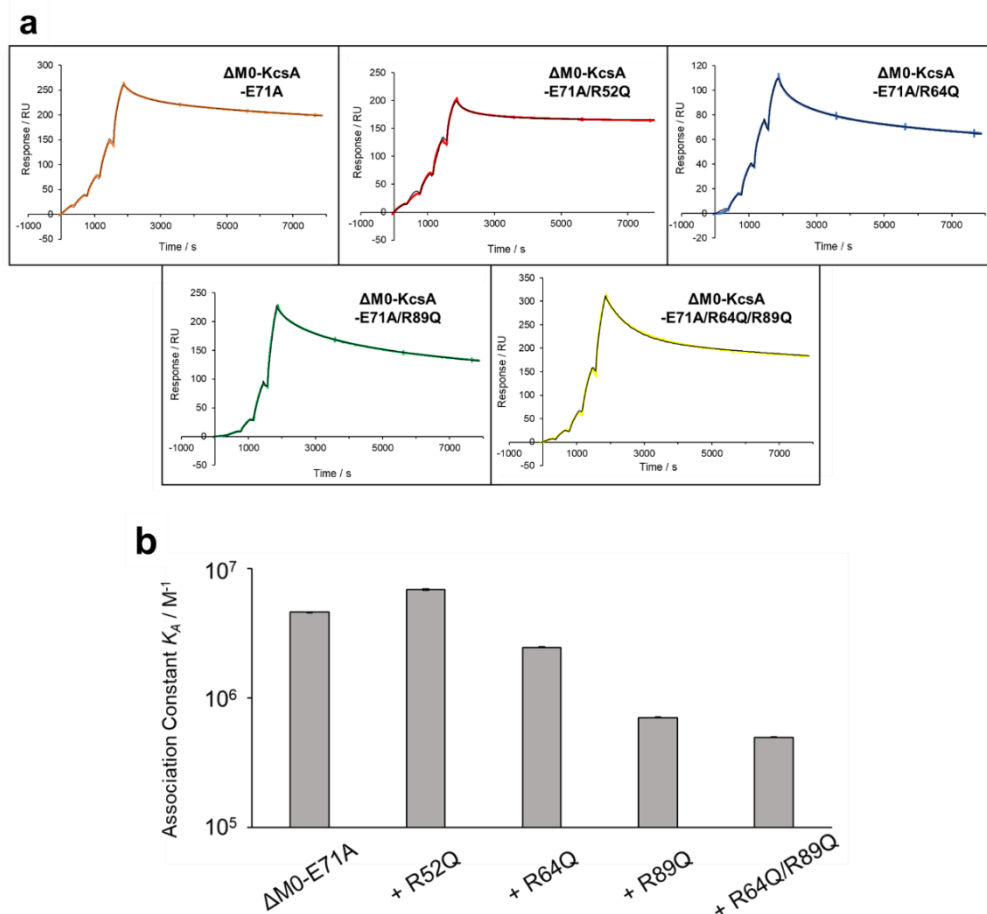 a
ΔM0-KcsA
-E71A
Response / RU
300
250
200
150
100
50
0
-50
-1000
1000
3000
5000
7000
Time / s
ΔM0-KcsA
-E71A/R52Q
Response / RU
250
200
150
100
50
0
-50
-1000
1000
3000
5000
7000
Time / s
ΔM0-KcsA
-E71A/R64Q
Response / RU
120
100
80
60
40
20
0
-20
-1000
1000
3000
5000
7000
Time / s
ΔM0-KcsA
-E71A/R89Q
Response / RU
250
200
150
100
50
0
-50
-1000
1000
3000
5000
7000
Time / s
ΔM0-KcsA
-E71A/R64Q/R89Q
Response / RU
350
300
250
200
150
100
50
0
-50
-1000
1000
3000
5000
7000
Time / s
b
Association Constant K_A / M⁻¹
10⁷
10⁶
10⁵
ΔM0-E71A
+ R52Q
+ R64Q
+ R89Q
+ R64Q/R89Q